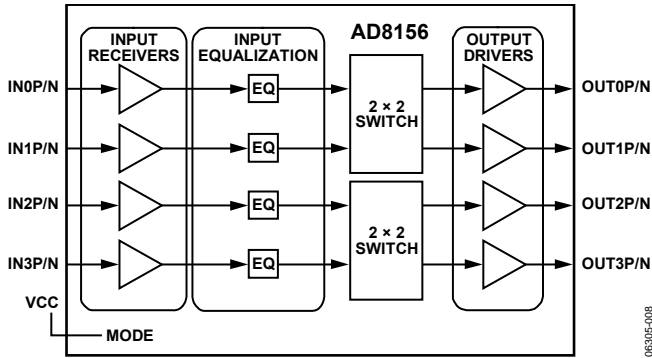 INPUT
RECEIVERS
INPUT
EQUALIZATION
AD8156
OUTPUT
DRIVERS
IN0P/N
EQ
2 × 2
SWITCH
OUT0P/N
IN1P/N
EQ
OUT1P/N
IN2P/N
EQ
2 × 2
SWITCH
OUT2P/N
IN3P/N
EQ
OUT3P/N
VCC
MODE
06305-008